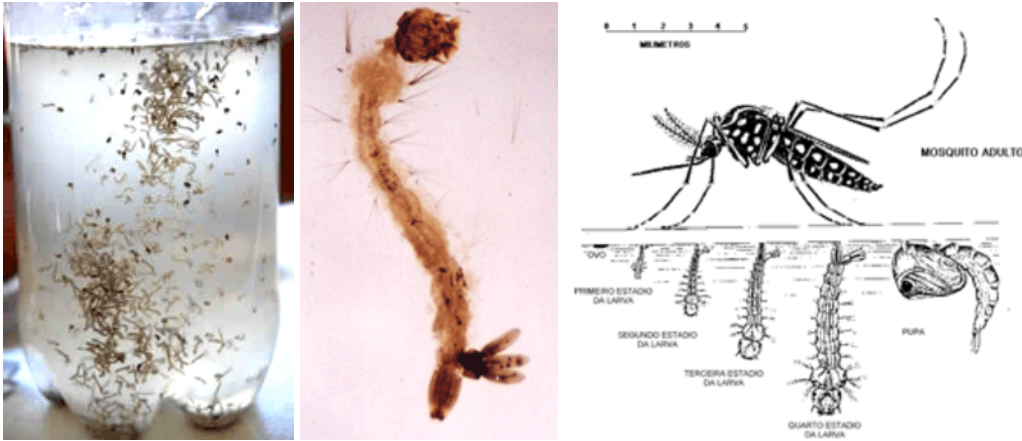 0 1 2 3 4 5
MILIMETROS
MOSQUITO ADULTO
OVO
PRIMEIRO ESTADIO
DA LARVA
SEGUNDO ESTADIO
DA LARVA
TERCEIRA ESTADIO
DA LARVA
QUARTO ESTADIO
DA LARVA
PUPA